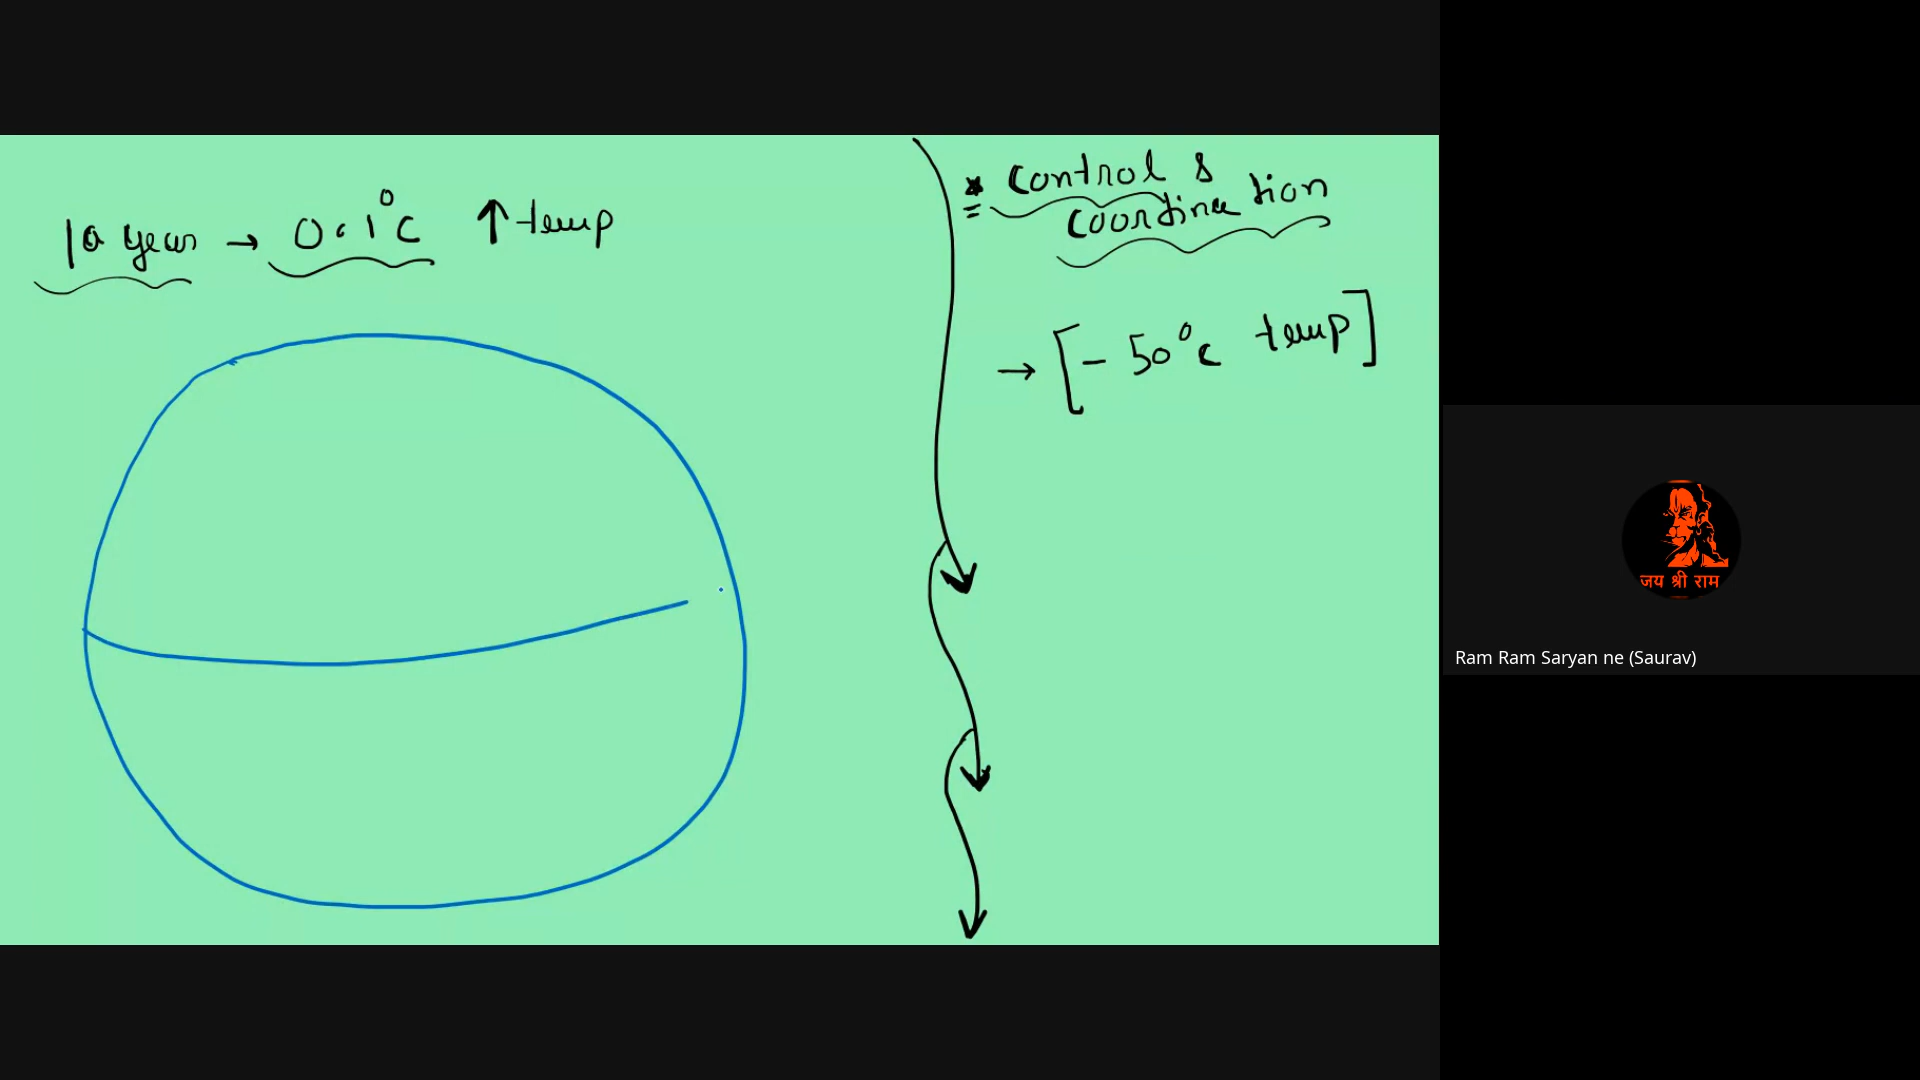 10 year → 0.1°C ↑ temp
* Control &
Coordination
→ [- 50°c temp]
जय श्री राम
Ram Ram Saryan ne (Saurav)